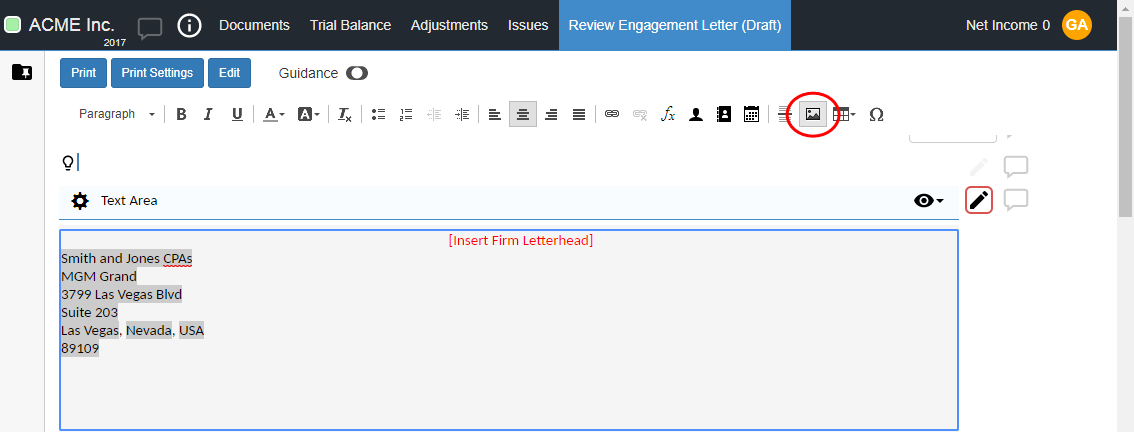 ACME Inc. Documents Trial Balance Adjustments Issues Review Engagement Letter (Draft) Net Income 0 GA
2017
Print Print Settings Edit Guidance
Paragraph B I U A A Tx fx Ω
Text Area
[Insert Firm Letterhead]
Smith and Jones CPAs
MGM Grand
3799 Las Vegas Blvd
Suite 203
Las Vegas, Nevada, USA
89109